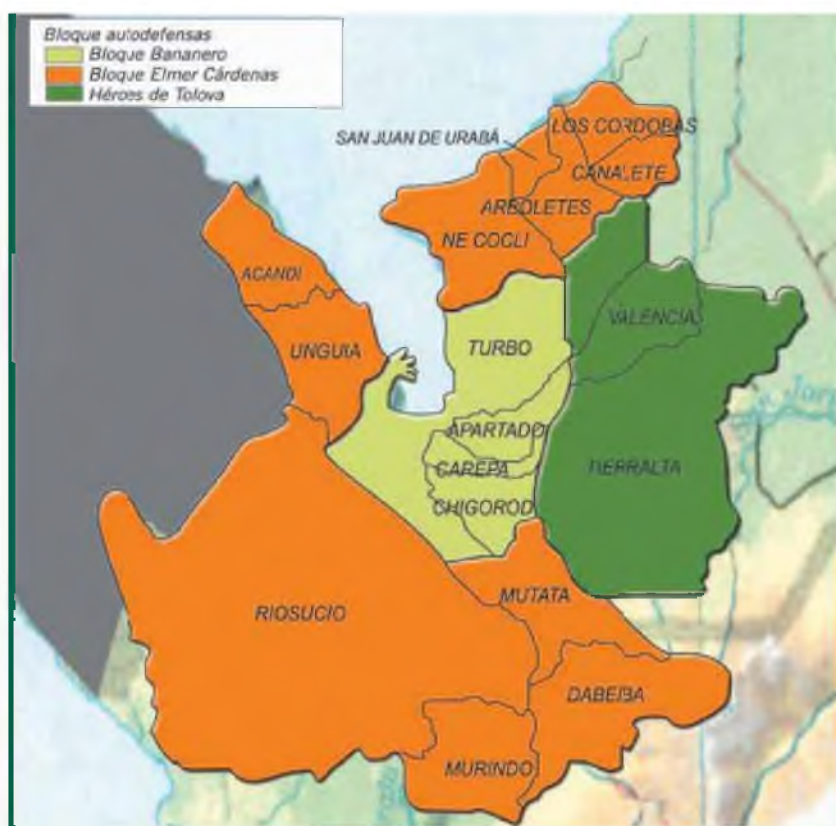 Bloque autodefensas
Bloque Bananero
Bloque Elmer Cárdenas
Héroes de Tolova
LOS CORDOBAS
SAN JUAN DE URABÁ
CANALETE
ARBOLETES
NE COCLI
ACANDI
VALENCIA
UNGUIA
TURBO
APARTADO
CAREPA
TIERRALTA
CHIGOROD
MUTATA
RIOSUCIO
DABEIBA
MURINDO